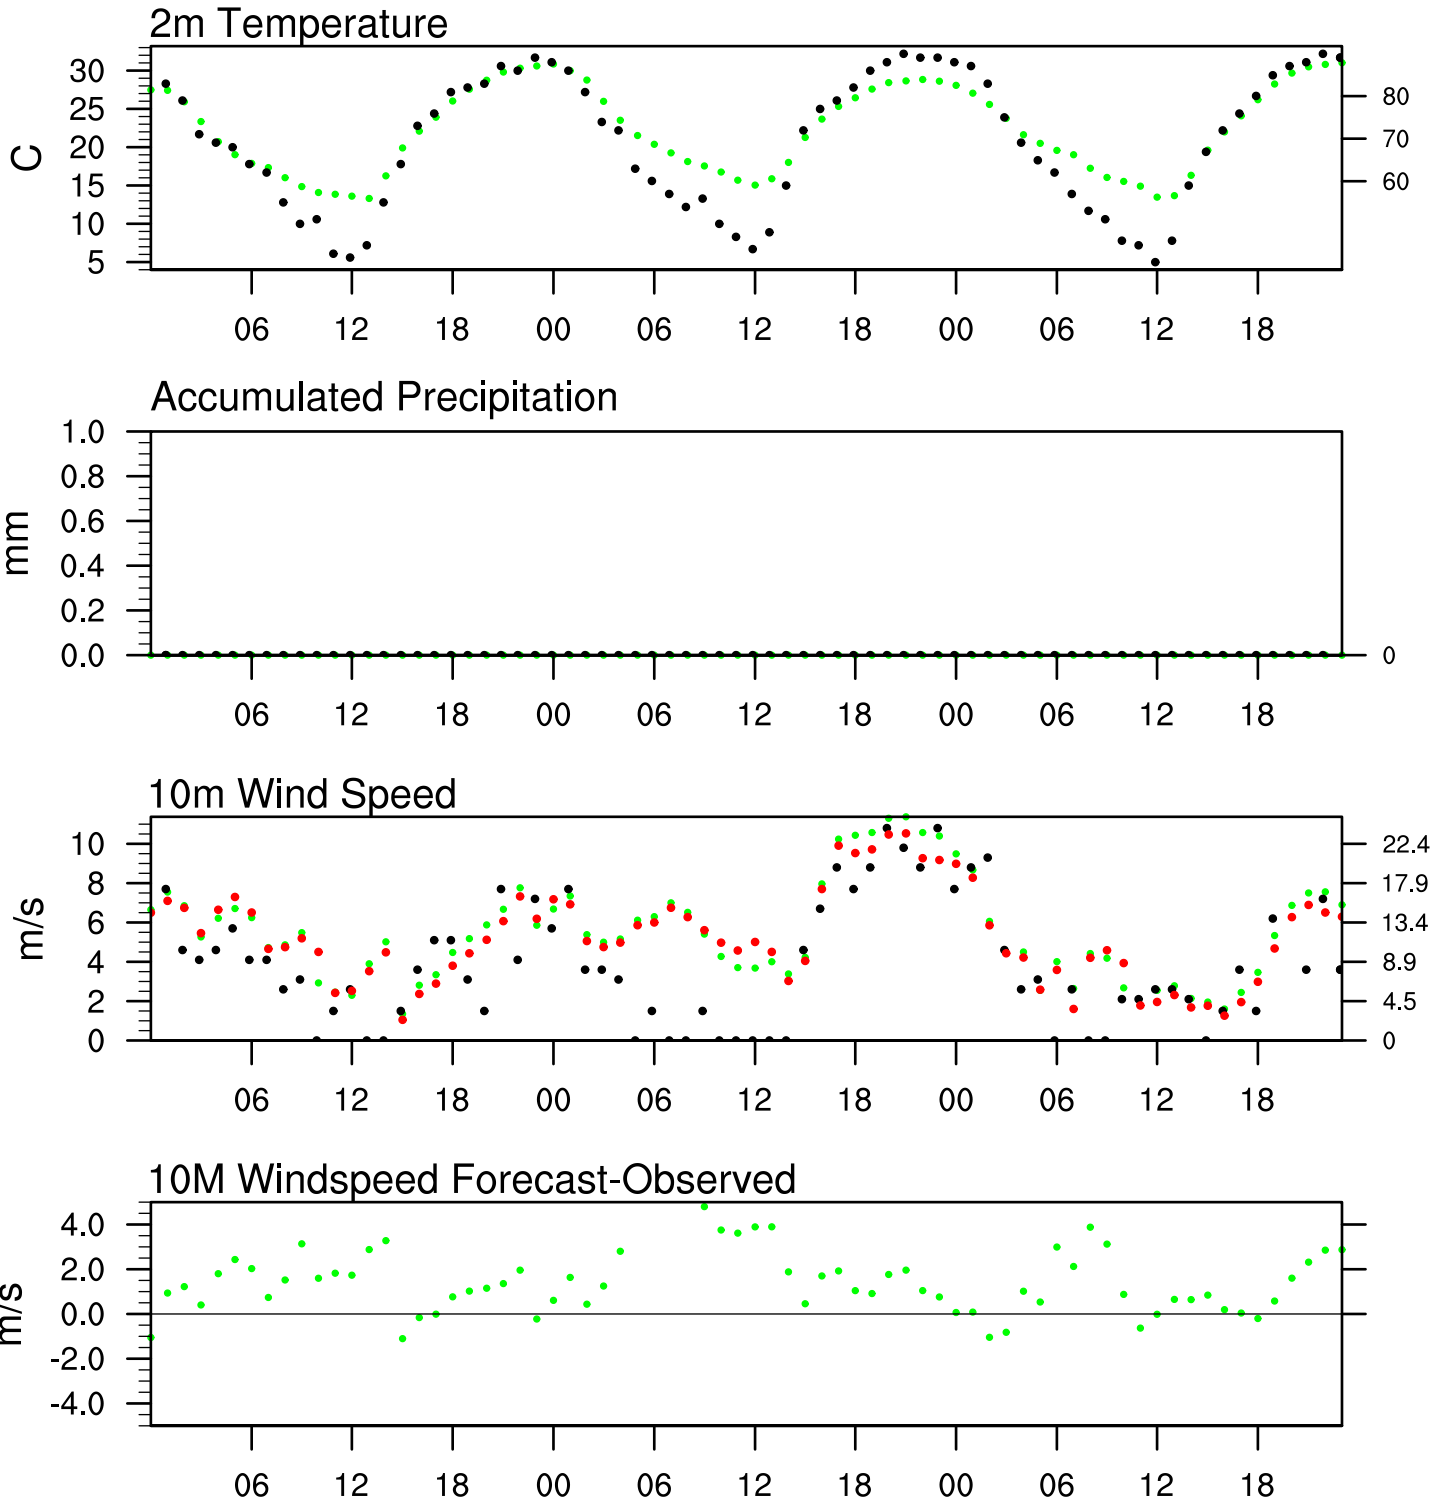 2m Temperature
30
25
20
15
10
5
C
80
70
60
06 12 18 00 06 12 18 00 06 12 18
Accumulated Precipitation
1.0
0.8
0.6
0.4
0.2
0.0
mm
0
06 12 18 00 06 12 18 00 06 12 18
10m Wind Speed
10
8
6
4
2
0
m/s
22.4
17.9
13.4
8.9
4.5
0
06 12 18 00 06 12 18 00 06 12 18
10M Windspeed Forecast-Observed
4.0
2.0
0.0
-2.0
-4.0
m/s
06 12 18 00 06 12 18 00 06 12 18